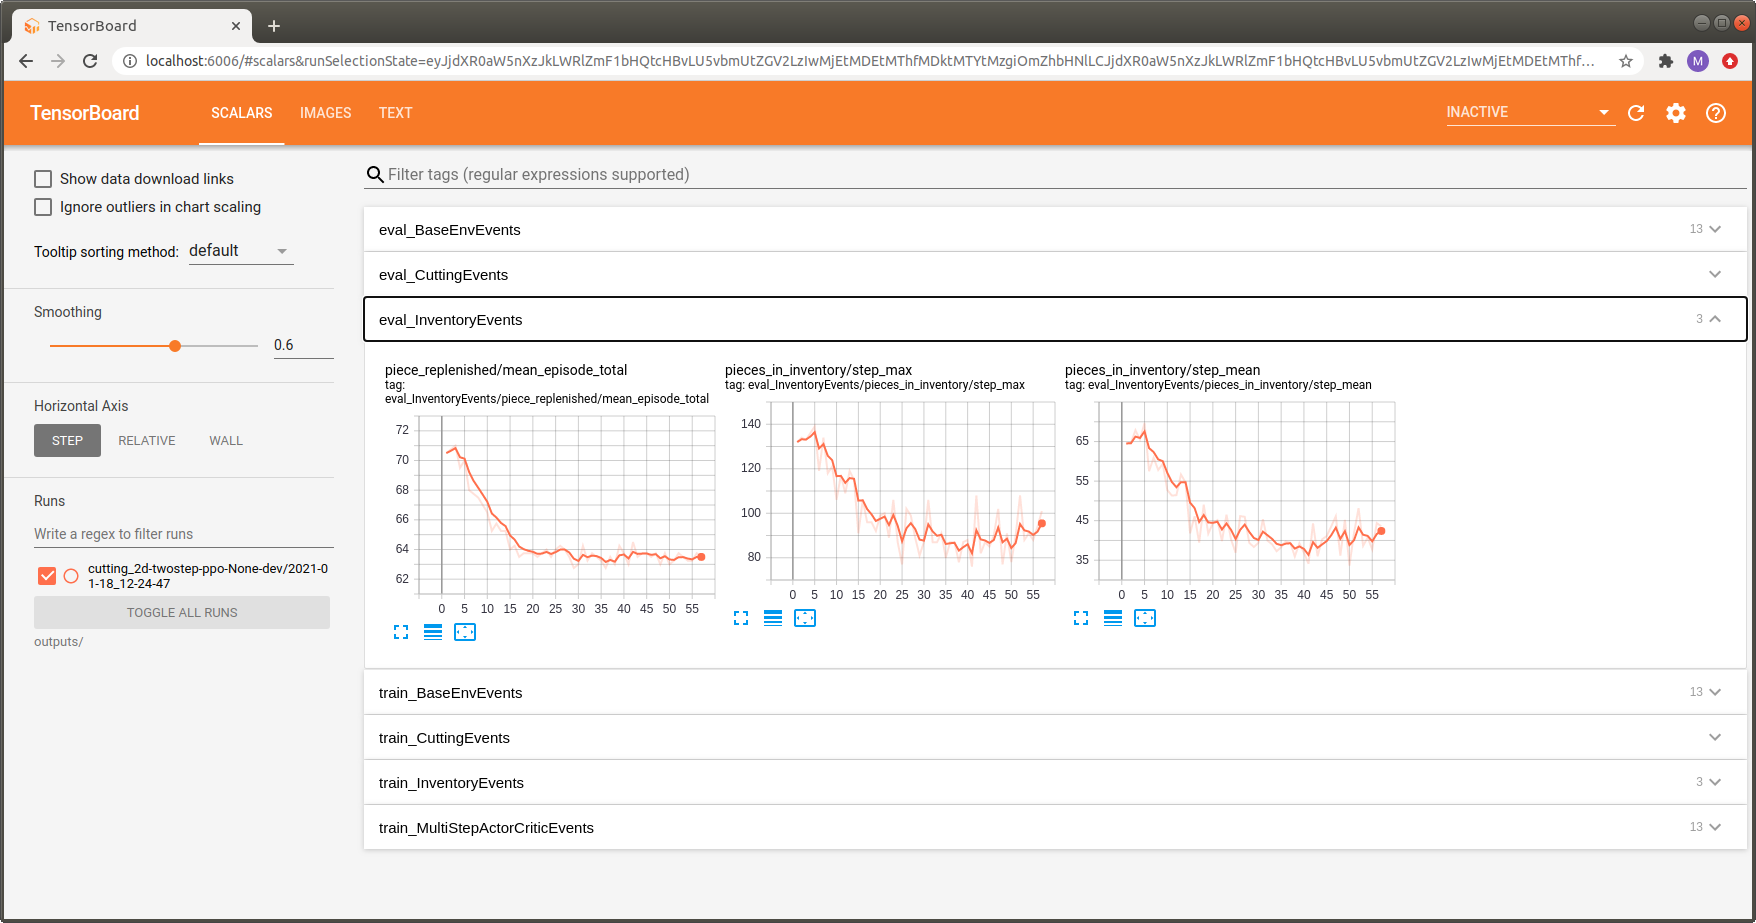 TensorBoard
localhost:6006/#scalars&runSelectionState=eyJjdXR0aW5nXzJkLWRlZmF1bHQtcHBvLU5vbmUtZGV2LzIwMjEtMDEtMThfMDktMTYtMzgiOmZhbHNlLCJjdXR0aW5nXzJkLWRlZmF1bHQtcHBvLU5vbmUtZGV2LzIwMjEtMDEtMThf...
M
TensorBoard SCALARS IMAGES TEXT INACTIVE
Show data download links
Ignore outliers in chart scaling
Tooltip sorting method: default
Smoothing
0.6
Horizontal Axis
STEP RELATIVE WALL
Runs
Write a regex to filter runs
cutting_2d-twostep-ppo-None-dev/2021-0
1-18_12-24-47
TOGGLE ALL RUNS
outputs/
Filter tags (regular expressions supported)
eval_BaseEnvEvents 13
eval_CuttingEvents
eval_InventoryEvents 3
piece_replenished/mean_episode_total
tag:
eval_InventoryEvents/piece_replenished/mean_episode_total
72
70
68
66
64
62
0 5 10 15 20 25 30 35 40 45 50 55
pieces_in_inventory/step_max
tag: eval_InventoryEvents/pieces_in_inventory/step_max
140
120
100
80
0 5 10 15 20 25 30 35 40 45 50 55
pieces_in_inventory/step_mean
tag: eval_InventoryEvents/pieces_in_inventory/step_mean
65
55
45
35
0 5 10 15 20 25 30 35 40 45 50 55
train_BaseEnvEvents 13
train_CuttingEvents
train_InventoryEvents 3
train_MultiStepActorCriticEvents 13